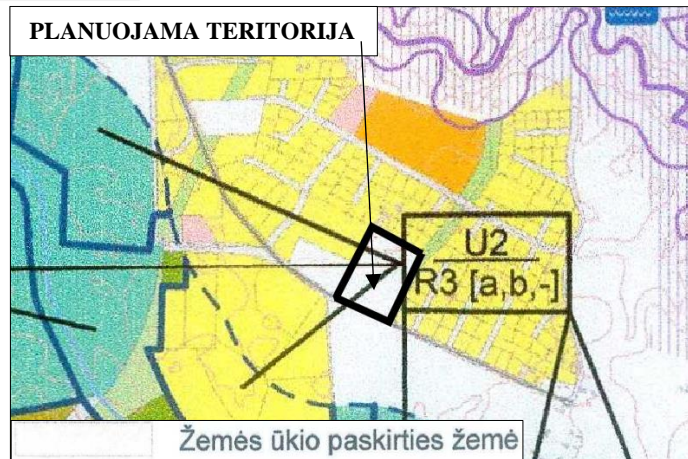 PLANUOJAMA TERITORIJA
U2
R3 [a,b,-]
Žemės ūkio paskirties žemė